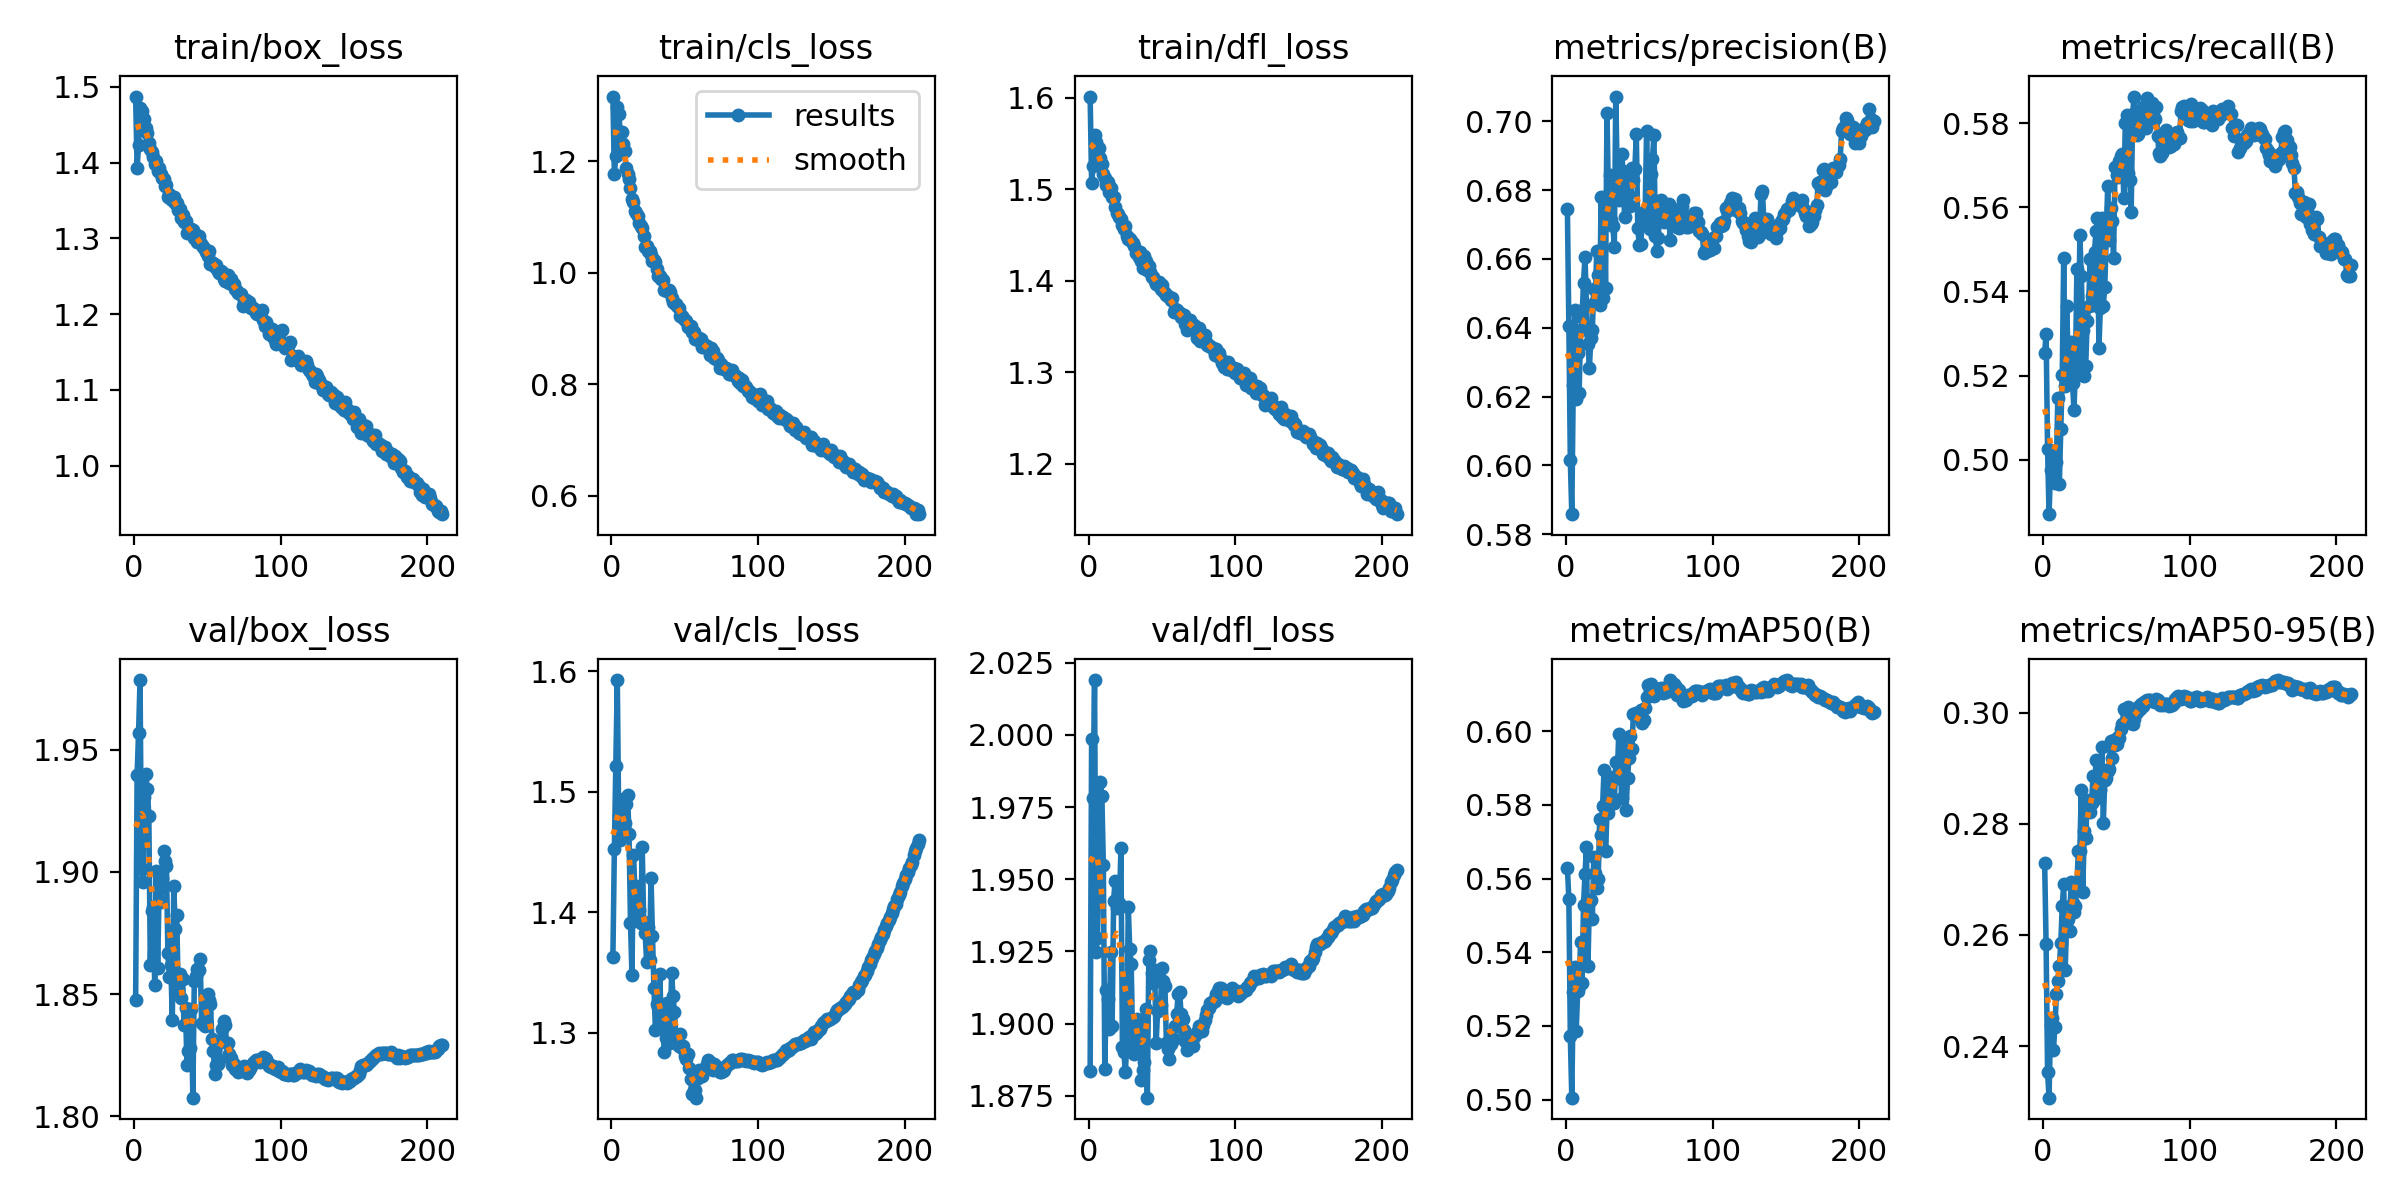 train/box_loss
train/cls_loss
train/dfl_loss
metrics/precision(B)
metrics/recall(B)
1.5
1.4
1.3
1.2
1.1
1.0
0 100 200
results
smooth
1.2
1.0
0.8
0.6
0 100 200
1.6
1.5
1.4
1.3
1.2
0 100 200
0.70
0.68
0.66
0.64
0.62
0.60
0.58
0 100 200
0.58
0.56
0.54
0.52
0.50
0 100 200
val/box_loss
val/cls_loss
val/dfl_loss
metrics/mAP50(B)
metrics/mAP50-95(B)
1.95
1.90
1.85
1.80
0 100 200
1.6
1.5
1.4
1.3
0 100 200
2.025
2.000
1.975
1.950
1.925
1.900
1.875
0 100 200
0.60
0.58
0.56
0.54
0.52
0.50
0 100 200
0.30
0.28
0.26
0.24
0 100 200